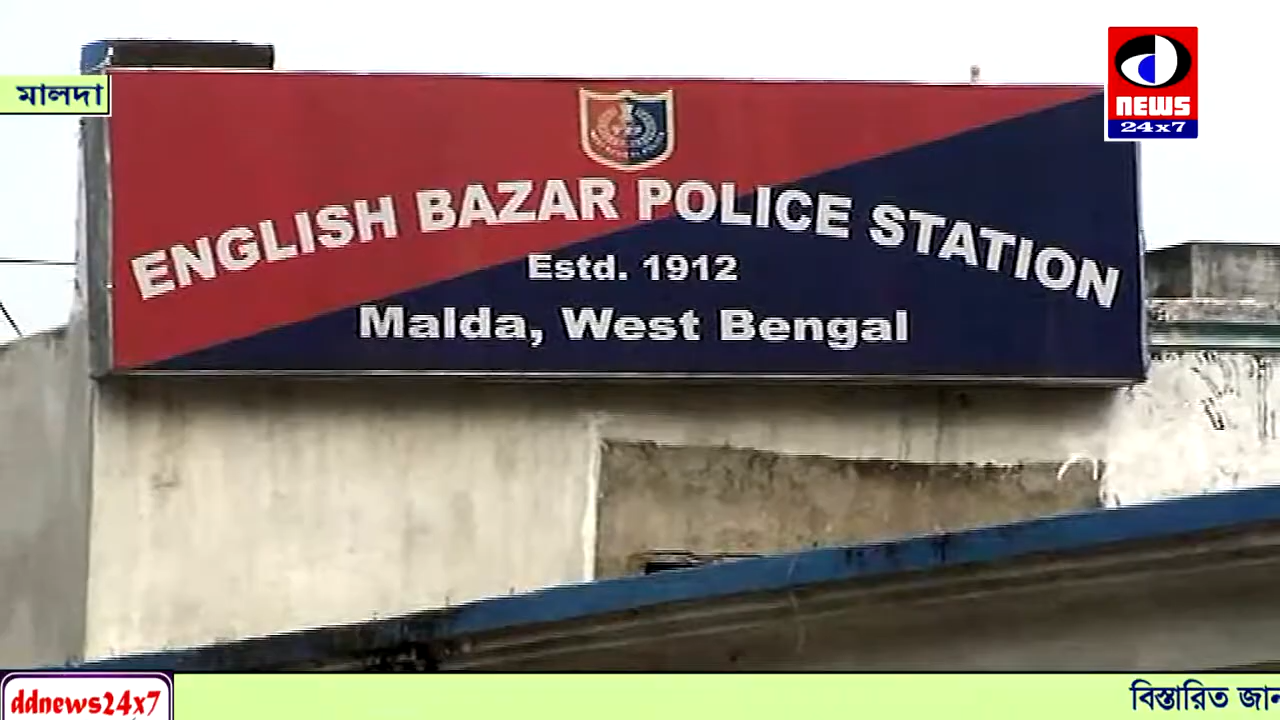 মালদা
NEWS
24x7
ENGLISH BAZAR POLICE STATION
Estd. 1912
Malda, West Bengal
ddnews24x7
বিস্তারিত